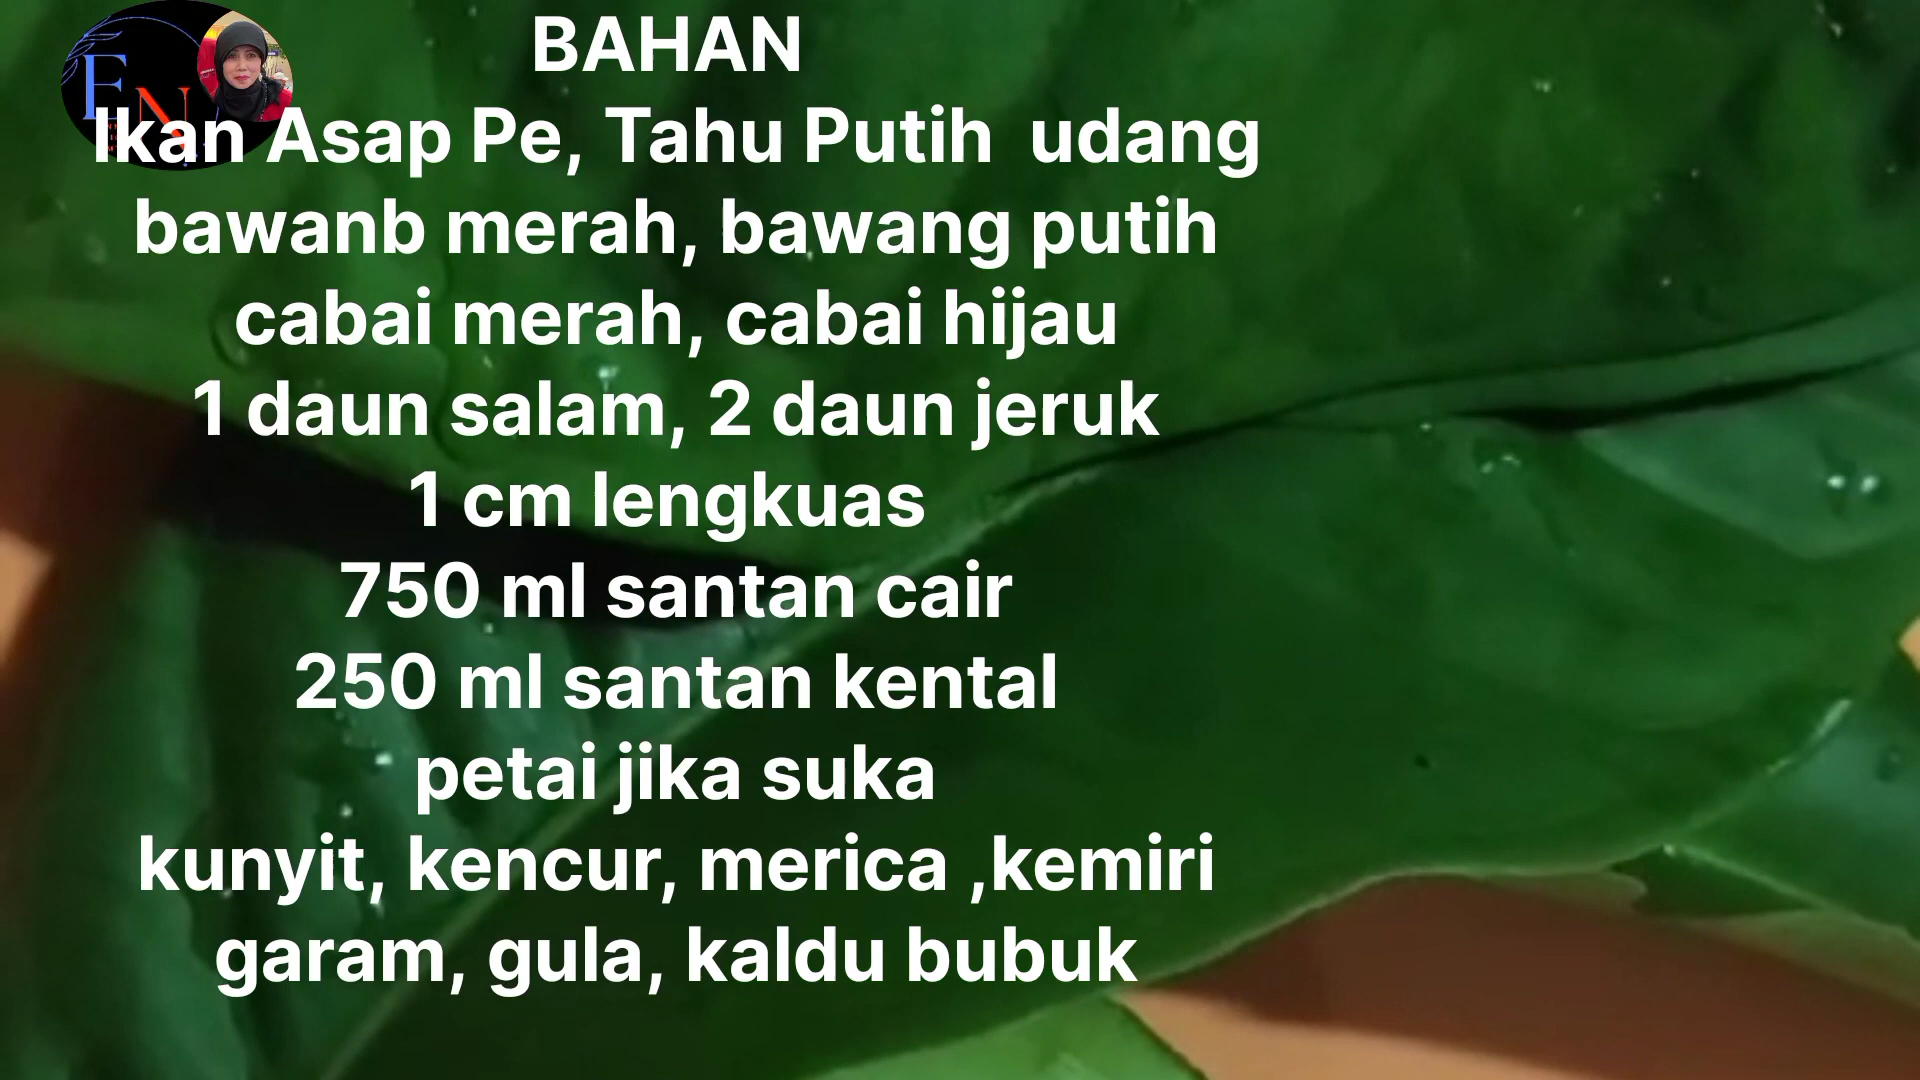 BAHAN
Ikan Asap Pe, Tahu Putih  udang
bawanb merah, bawang putih
cabai merah, cabai hijau
1 daun salam, 2 daun jeruk
1 cm lengkuas
750 ml santan cair
250 ml santan kental
petai jika suka
kunyit, kencur, merica ,kemiri
garam, gula, kaldu bubuk
E N